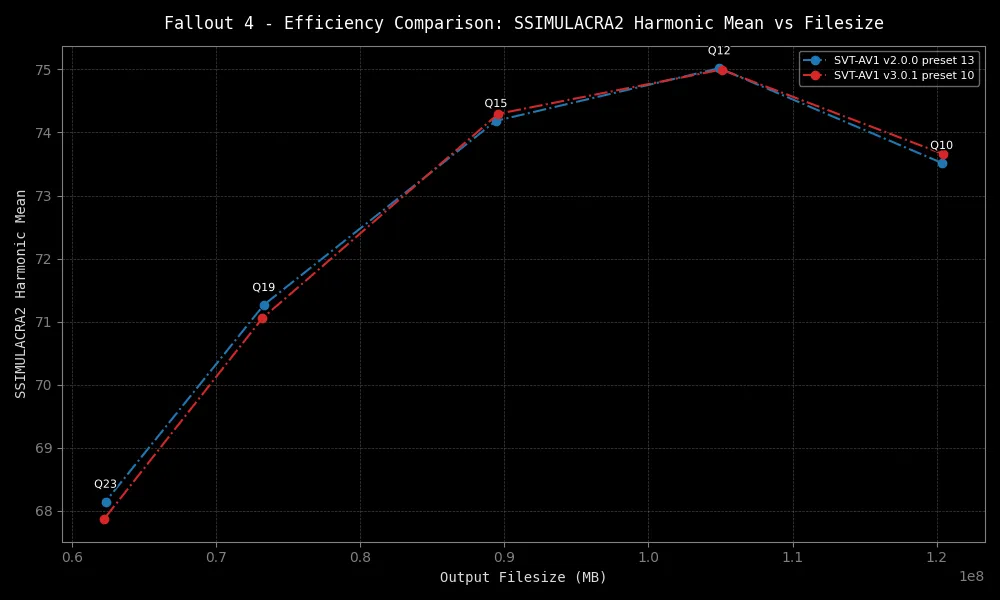 Fallout 4 - Efficiency Comparison: SSIMULACRA2 Harmonic Mean vs Filesize
SVT-AV1 v2.0.0 preset 13
SVT-AV1 v3.0.1 preset 10
SSIMULACRA2 Harmonic Mean
75
74
73
72
71
70
69
68
Q23
Q19
Q15
Q12
Q10
0.6 0.7 0.8 0.9 1.0 1.1 1.2
1e8
Output Filesize (MB)